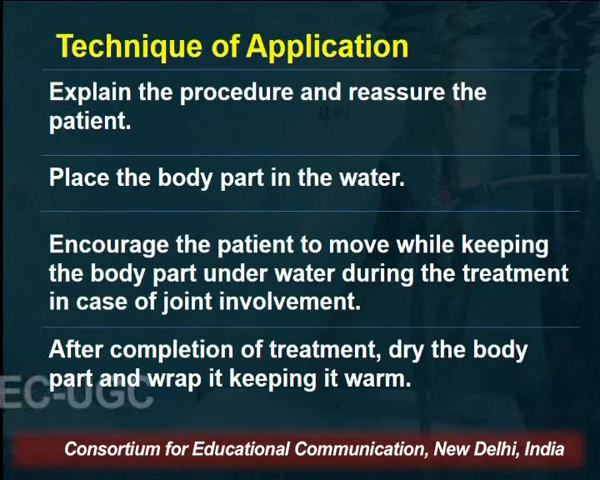 Technique of Application
Explain the procedure and reassure the
patient.
Place the body part in the water.
Encourage the patient to move while keeping
the body part under water during the treatment
in case of joint involvement.
After completion of treatment, dry the body
part and wrap it keeping it warm.
EC-UGC
Consortium for Educational Communication, New Delhi, India